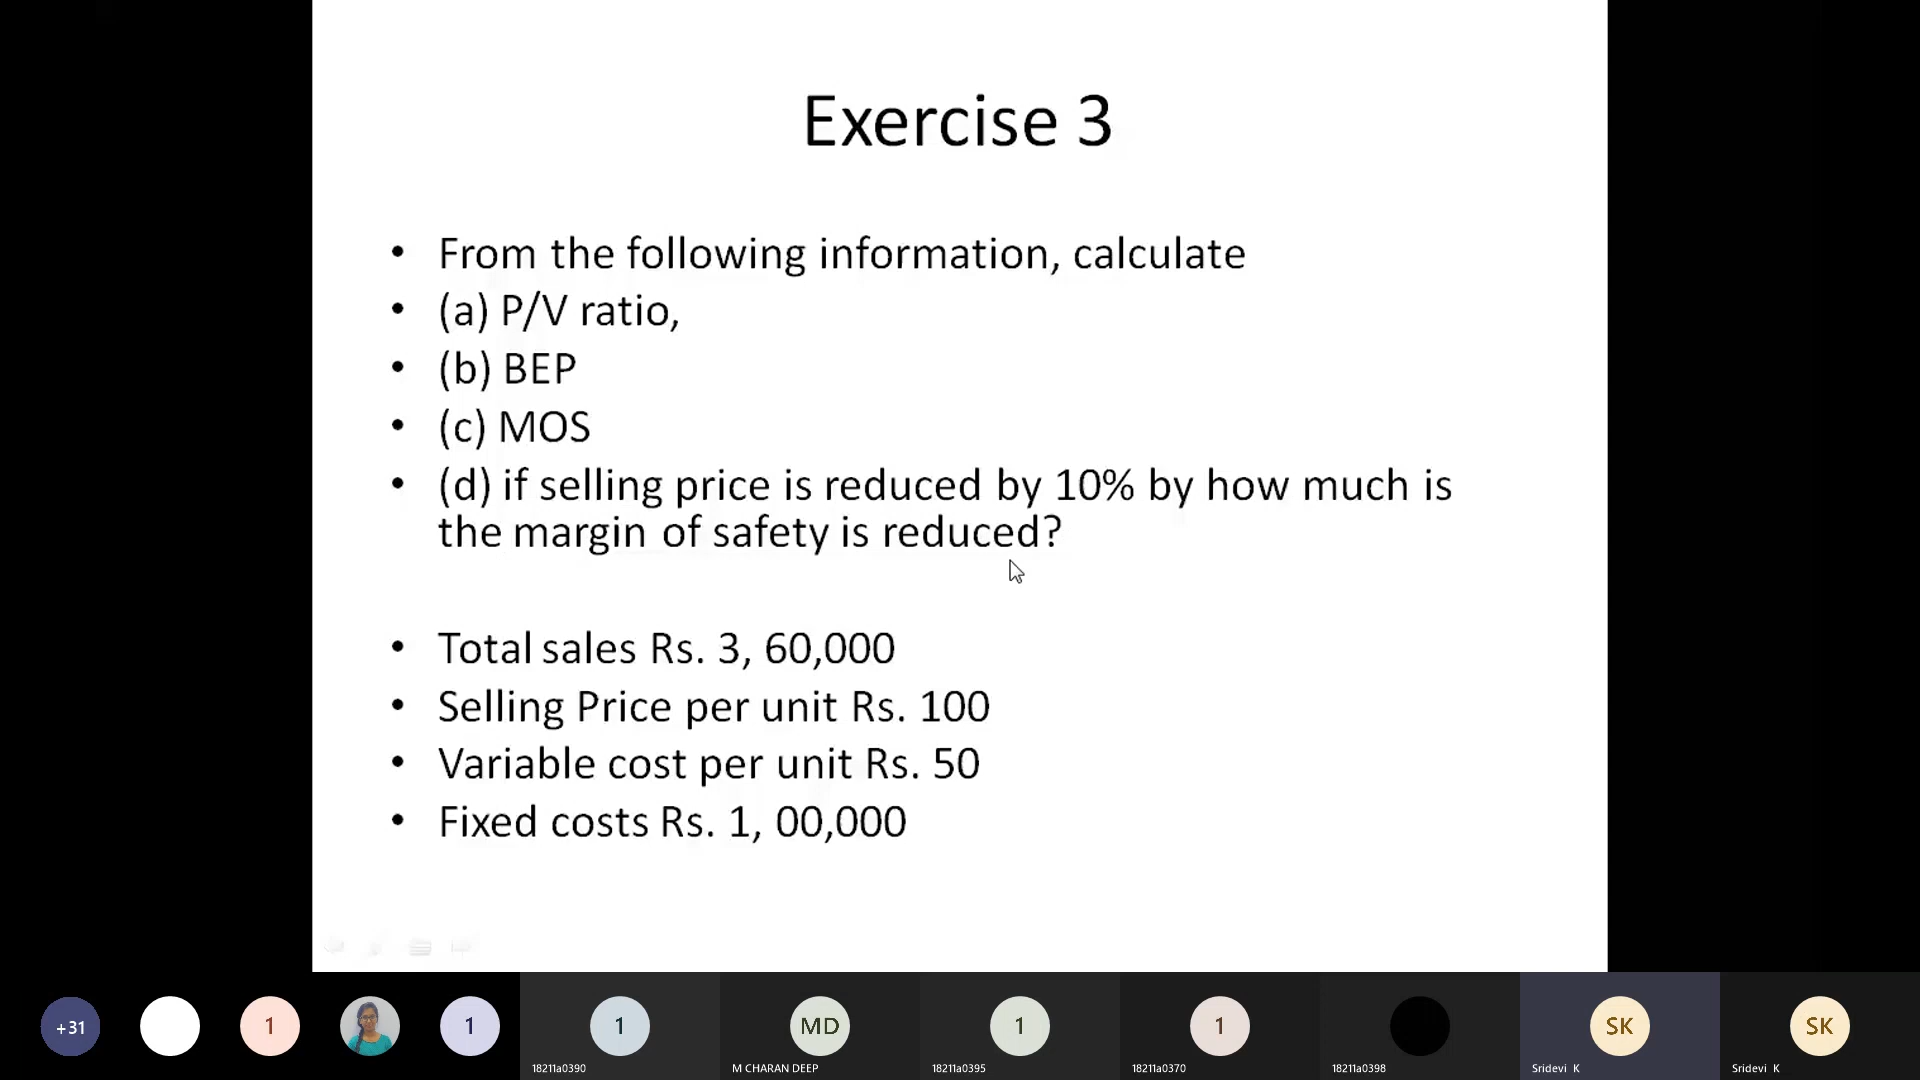 Exercise 3
• From the following information, calculate
• (a) P/V ratio,
• (b) BEP
• (c) MOS
• (d) if selling price is reduced by 10% by how much is
the margin of safety is reduced?
• Total sales Rs. 3, 60,000
• Selling Price per unit Rs. 100
• Variable cost per unit Rs. 50
• Fixed costs Rs. 1, 00,000
+31 1 1 1 MD 1 1 SK SK
18211a0390 M CHARAN DEEP 18211a0395 18211a0370 18211a0398 Sridevi K Sridevi K